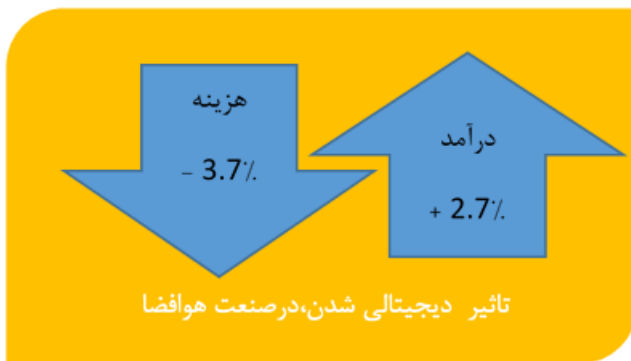 هزینه
– 3.7٪
درآمد
+ 2.7٪
تاثیر دیجیتالی شدن,درصنعت هوافضا